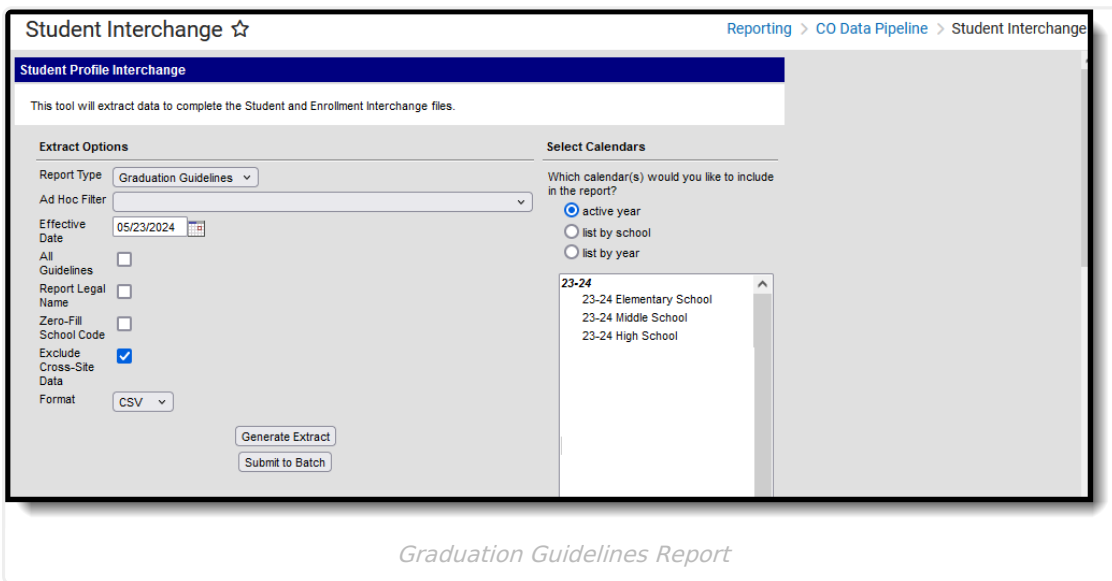 Student Interchange
Reporting > CO Data Pipeline > Student Interchange
Student Profile Interchange
This tool will extract data to complete the Student and Enrollment Interchange files.
Extract Options
Report Type
Graduation Guidelines
Ad Hoc Filter
Effective
Date
05/23/2024
All
Guidelines
Report Legal
Name
Zero-Fill
School Code
Exclude
Cross-Site
Data
Format
CSV
Generate Extract
Submit to Batch
Select Calendars
Which calendar(s) would you like to include
in the report?
active year
list by school
list by year
23-24
23-24 Elementary School
23-24 Middle School
23-24 High School
Graduation Guidelines Report